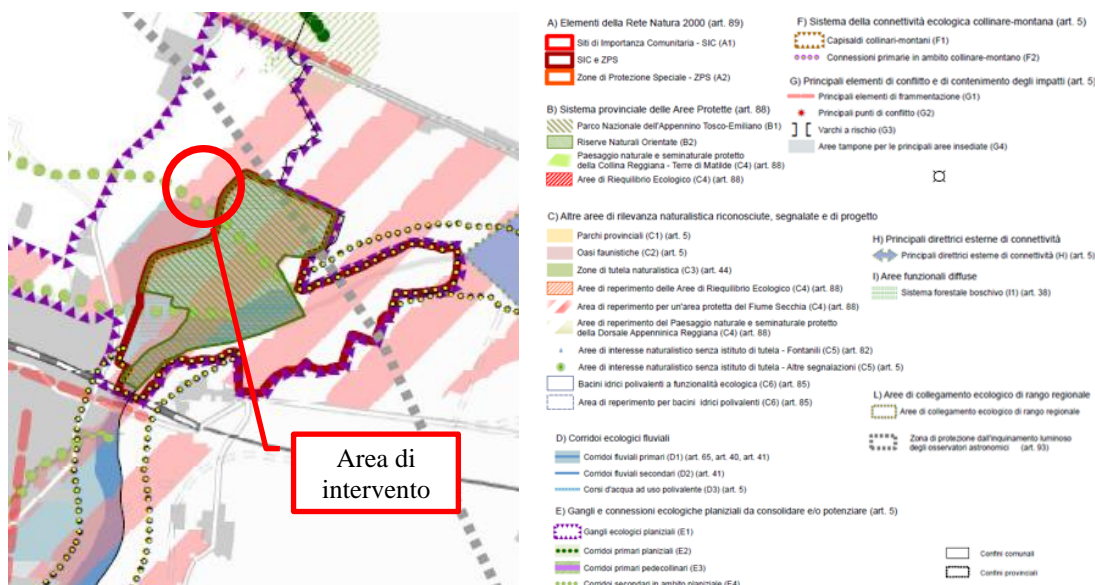 Area di
intervento
A) Elementi della Rete Natura 2000 (art. 89)
Siti di Importanza Comunitaria - SIC (A1)
SIC e ZPS
Zone di Protezione Speciale - ZPS (A2)
B) Sistema provinciale delle Aree Protette (art. 88)
Parco Nazionale dell'Appennino Tosco-Emiliano (B1)
Riserve Naturali Orientate (B2)
Paesaggio naturale e seminaturale protetto
della Collina Reggiana - Terre di Matilde (C4) (art. 88)
Aree di Riequilibrio Ecologico (C4) (art. 88)
F) Sistema della connettività ecologica collinare-montana (art. 5)
Capisaldi collinari-montani (F1)
Connessioni primarie in ambito collinare-montano (F2)
G) Principali elementi di conflitto e di contenimento degli impatti (art. 5)
Principali elementi di frammentazione (G1)
Principali punti di conflitto (G2)
Varchi a rischio (G3)
Aree tampone per le principali aree insediate (G4)
C) Altre aree di rilevanza naturalistica riconosciute, segnalate e di progetto
Parchi provinciali (C1) (art. 5)
Oasi faunistiche (C2) (art. 5)
Zone di tutela naturalistica (C3) (art. 44)
Area di reperimento delle Aree di Riequilibrio Ecologico (C4) (art. 88)
Area di reperimento per un'area protetta del Fiume Secchia (C4) (art. 88)
Area di reperimento del Paesaggio naturale e seminaturale protetto
della Dorsale Appenninica Reggiana (C4) (art. 88)
Aree di interesse naturalistico senza istituto di tutela - Fontanili (C5) (art. 82)
Aree di interesse naturalistico senza istituto di tutela - Altre segnalazioni (C5) (art. 5)
Bacini idrici polivalenti a funzionalità ecologica (C6) (art. 85)
Area di reperimento per bacini idrici polivalenti (C6) (art. 85)
H) Principali direttrici esterne di connettività
Principali direttrici esterne di connettività (H) (art. 5)
I) Aree funzionali diffuse
Sistema forestale boschivo (I1) (art. 38)
L) Aree di collegamento ecologico di rango regionale
Aree di collegamento ecologico di rango regionale
Zona di protezione dall'inquinamento luminoso
degli osservatori astronomici (art. 93)
D) Corridoi ecologici fluviali
Corridoi fluviali primari (D1) (art. 65, art. 40, art. 41)
Corridoi fluviali secondari (D2) (art. 41)
Corsi d'acqua ad uso polivalente (D3) (art. 5)
E) Gangli e connessioni ecologiche planiziali da consolidare e/o potenziare (art. 5)
Gangli ecologici planiziali (E1)
Corridoi primari planiziali (E2)
Corridoi primari pedecollinari (E3)
Corridoi secondari in ambito planiziale (E4)
Confini comunali
Confini provinciali